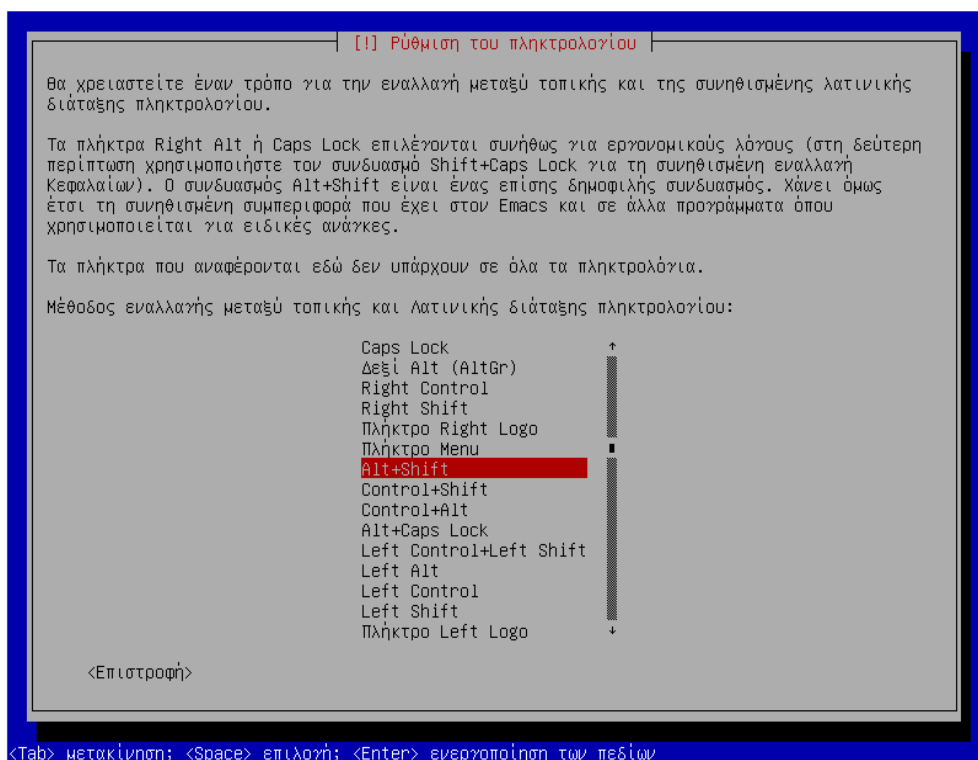 [!] Ρύθμιση του πληκτρολογίου
Θα χρειαστείτε έναν τρόπο για την εναλλαγή μεταξύ τοπικής και της συνηθισμένης λατινικής
διάταξης πληκτρολογίου.
Τα πλήκτρα Right Alt ή Caps Lock επιλέγονται συνήθως για εργονομικούς λόγους (στη δεύτερη
περίπτωση χρησιμοποιήστε τον συνδυασμό Shift+Caps Lock για τη συνηθισμένη εναλλαγή
Κεφαλαίων). Ο συνδυασμός Alt+Shift είναι ένας επίσης δημοφιλής συνδυασμός. Χάνει όμως
έτσι τη συνηθισμένη συμπεριφορά που έχει στον Emacs και σε άλλα προγράμματα όπου
χρησιμοποιείται για ειδικές ανάγκες.
Τα πλήκτρα που αναφέρονται εδώ δεν υπάρχουν σε όλα τα πληκτρολόγια.
Μέθοδος εναλλαγής μεταξύ τοπικής και Λατινικής διάταξης πληκτρολογίου:
Caps Lock
Δεξί Alt (AltGr)
Right Control
Right Shift
Πλήκτρο Right Logo
Πλήκτρο Menu
Alt+Shift
Control+Shift
Control+Alt
Alt+Caps Lock
Left Control+Left Shift
Left Alt
Left Control
Left Shift
Πλήκτρο Left Logo
<Επιστροφή>
<Tab> μετακίνηση; <Space> επιλογή; <Enter> ενεργοποίηση των πεδίων